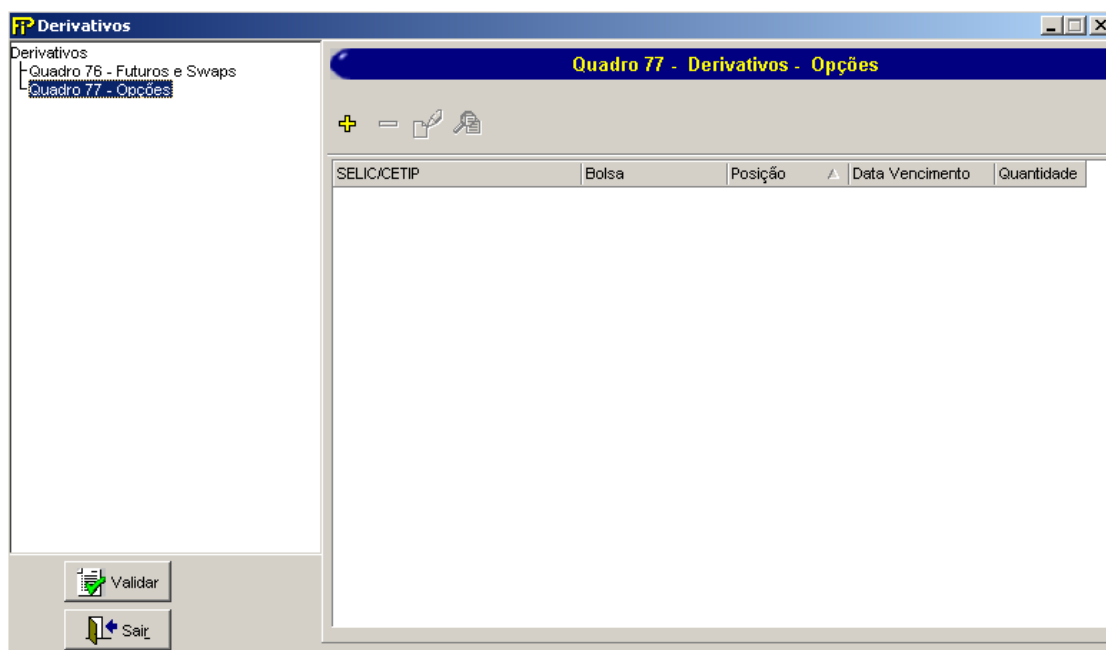 FIP Derivativos
Derivativos
Quadro 76 - Futuros e Swaps
Quadro 77 - Opções
Quadro 77 - Derivativos - Opções
SELIC/CETIP Bolsa Posição Data Vencimento Quantidade
Validar
Sair